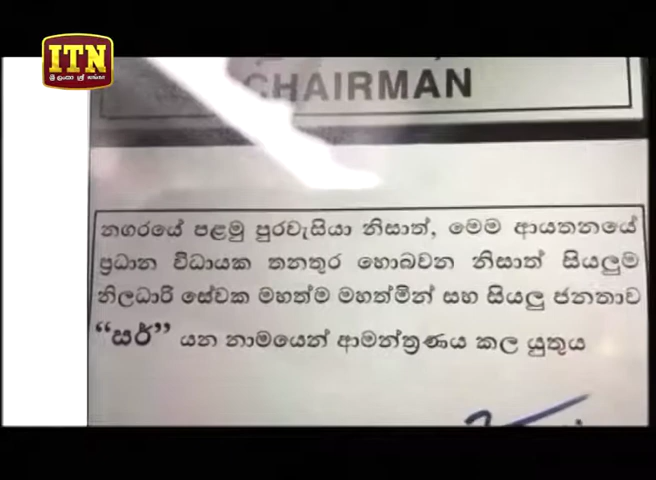 ITN
ශ්‍රී ලංකා ශ්‍රී ශාඛා
CHAIRMAN
නගරයේ පළමු පුරවැසියා නිසාත්, මෙම ආයතනයේ
ප්‍රධාන විධායක තනතුර හොබවන නිසාත් සියලුම
නිලධාරි සේවක මහත්ම මහත්මීන් සහ සියලු ජනතාව
“සර්” යන නාමයෙන් ආමන්ත්‍රණය කල යුතුය